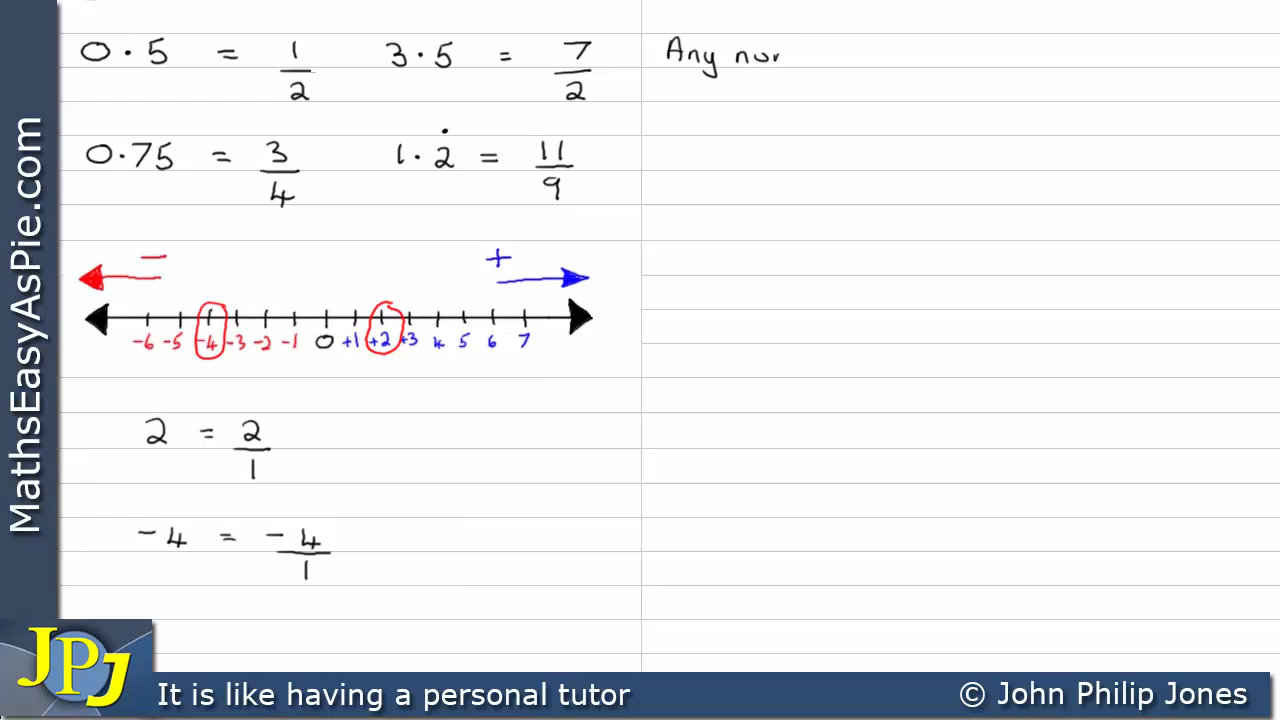 MathsEasyAsPie.com
0.5 = 1/2 3.5 = 7/2
0.75 = 3/4 1.2̇ = 11/9
− +
-6 -5 -4 -3 -2 -1 0 +1 +2 +3 4 5 6 7
2 = 2/1
-4 = -4/1
Any nu
JPJ
It is like having a personal tutor
© John Philip Jones